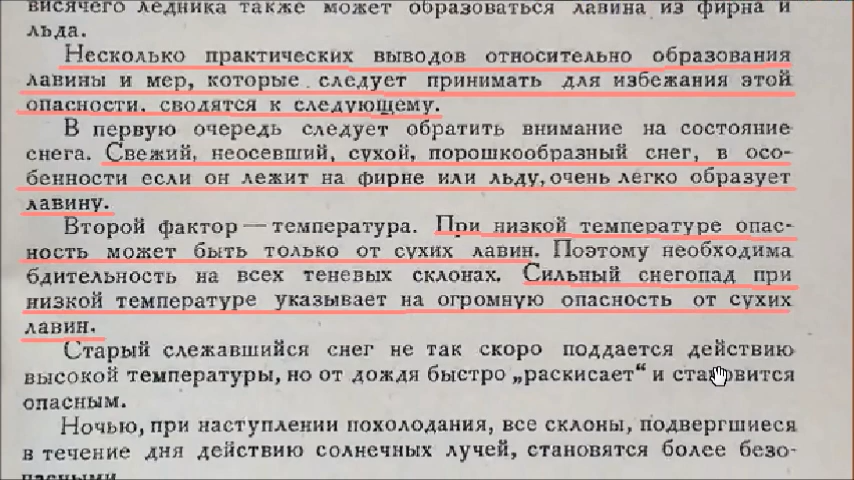 висячего ледника также может образоваться лавина из фирна и
льда.
Несколько практических выводов относительно образования
лавины и мер, которые следует принимать для избежания этой
опасности, сводятся к следующему.
В первую очередь следует обратить внимание на состояние
снега. Свежий, неосевший, сухой, порошкообразный снег, в осо-
бенности если он лежит на фирне или льду, очень легко образует
лавину.
Второй фактор — температура. При низкой температуре опас-
ность может быть только от сухих лавин. Поэтому необходима
бдительность на всех теневых склонах. Сильный снегопад при
низкой температуре указывает на огромную опасность от сухих
лавин.
Старый слежавшийся снег не так скоро поддается действию
высокой температуры, но от дождя быстро „раскисает“ и становится
опасным.
Ночью, при наступлении похолодания, все склоны, подвергшиеся
в течение дня действию солнечных лучей, становятся более безо-
пасными.